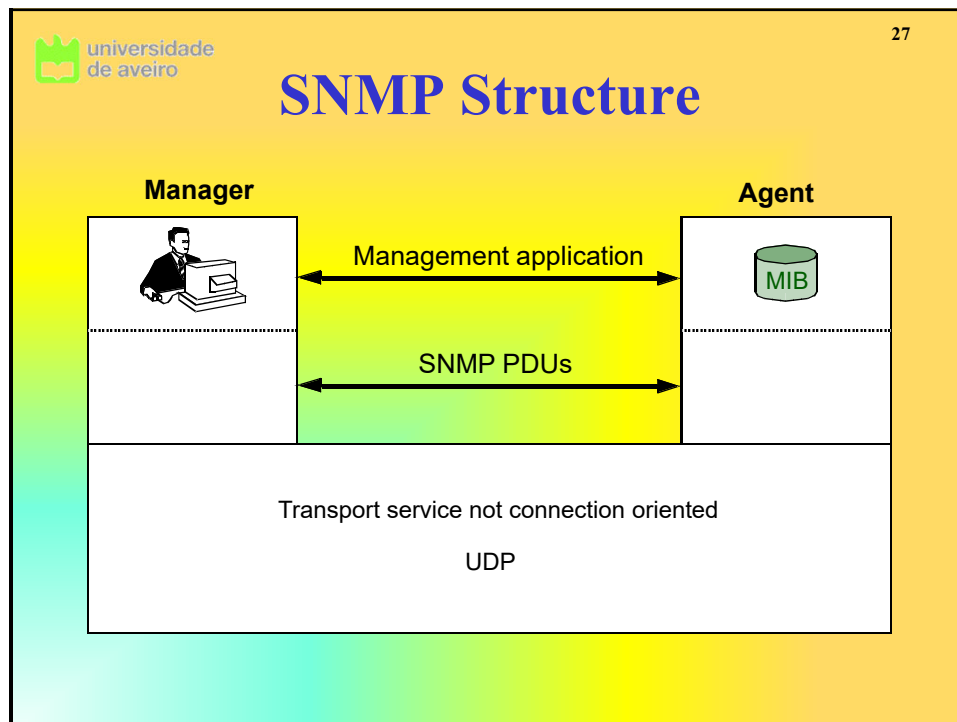 universidade
de aveiro
27
SNMP Structure
Manager
Agent
Management application
MIB
SNMP PDUs
Transport service not connection oriented
UDP